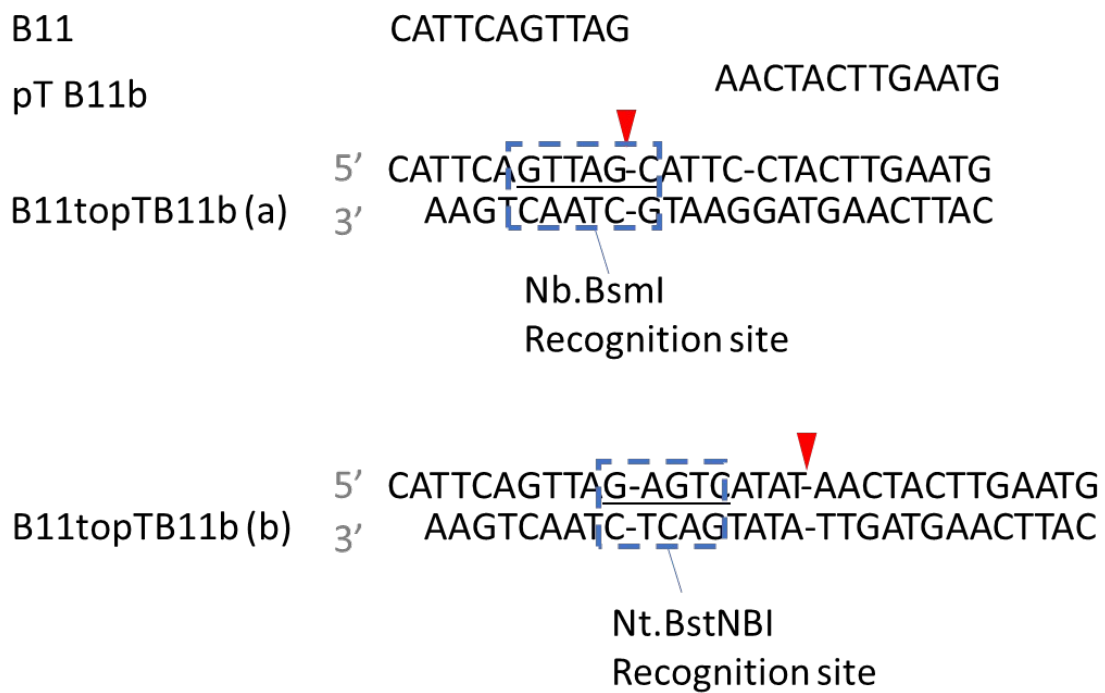 B11 CATTCAGTTAG
pT B11b AACTACTTGAATG
5’ CATTCAGTTAG-CATTC-CTACTTGAATG
B11topTB11b (a) 3’ AAGTCAATC-GTAAGGATGAACTTAC
Nb.BsmI
Recognition site
5’ CATTCAGTTAG-AGTCATAT-AACTACTTGAATG
B11topTB11b (b) 3’ AAGTCAATC-TCAGTATA-TTGATGAACTTAC
Nt.BstNBI
Recognition site